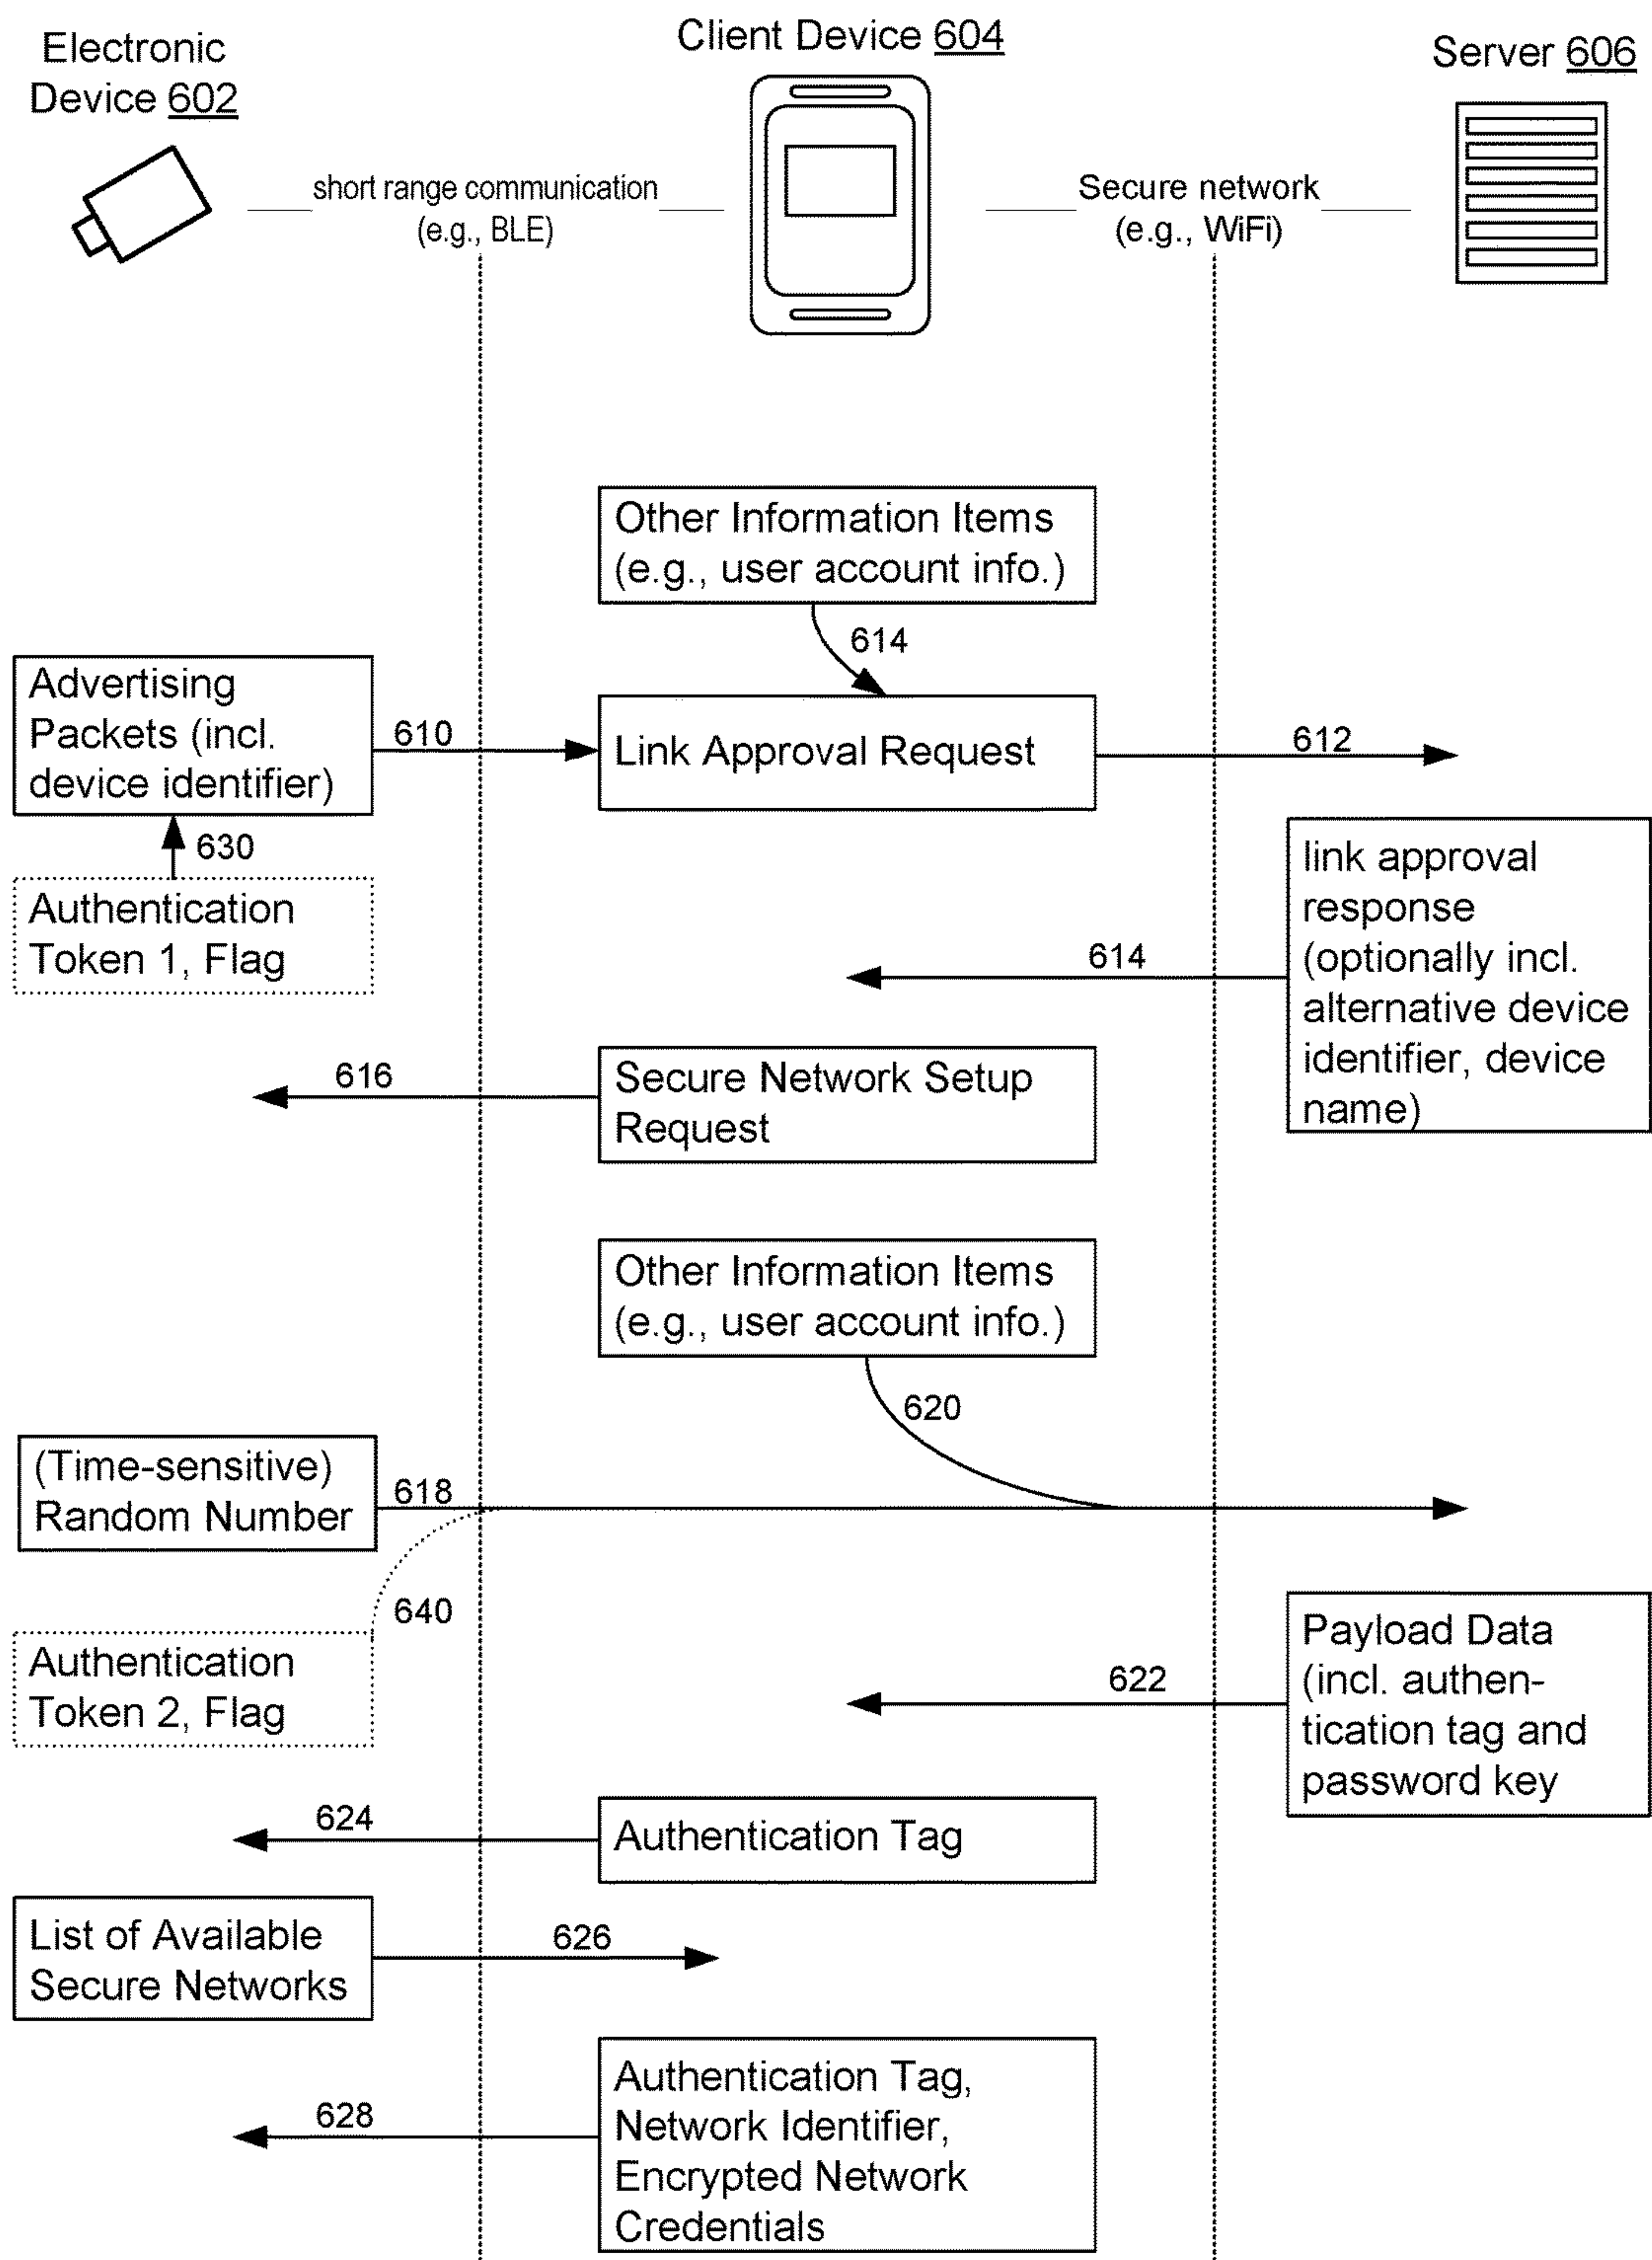 Electronic
Device 602
Client Device 604
Server 606
short range communication
(e.g., BLE)
Secure network
(e.g., WiFi)
Other Information Items
(e.g., user account info.)
614
Advertising
Packets (incl.
device identifier)
610
Link Approval Request
612
630
Authentication
Token 1, Flag
link approval
response
(optionally incl.
alternative device
identifier, device
name)
614
616
Secure Network Setup
Request
Other Information Items
(e.g., user account info.)
620
(Time-sensitive)
Random Number
618
640
Authentication
Token 2, Flag
Payload Data
(incl. authen-
tication tag and
password key
622
624
Authentication Tag
List of Available
Secure Networks
626
628
Authentication Tag,
Network Identifier,
Encrypted Network
Credentials